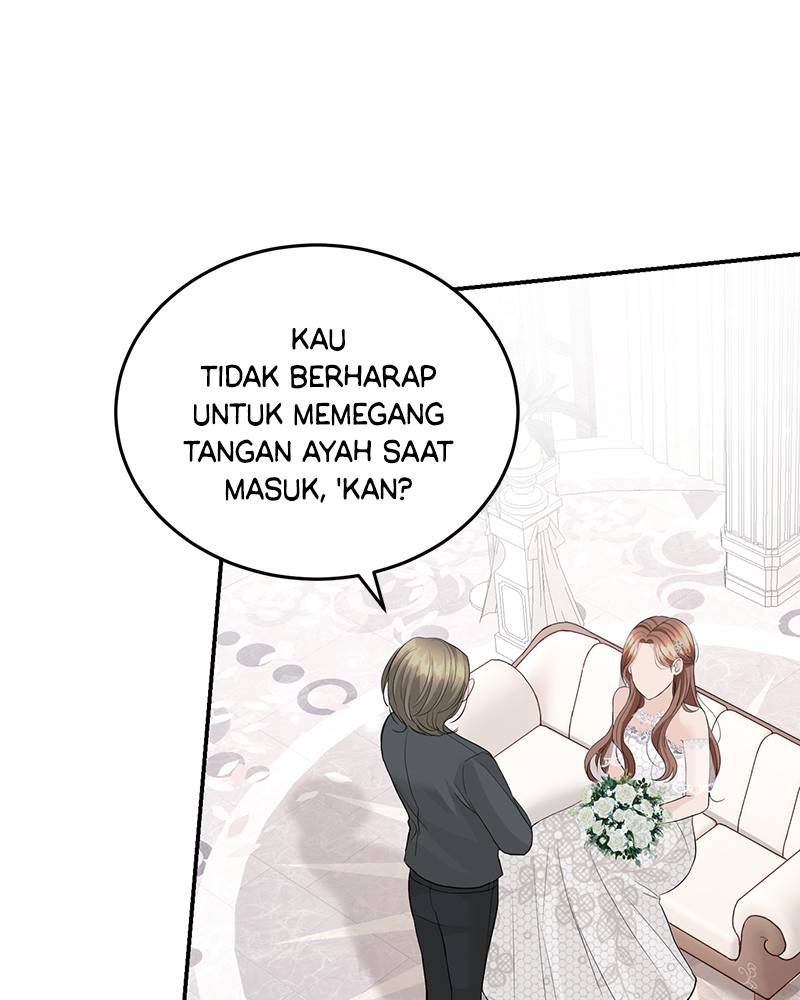 KAU
TIDAK BERHARAP
UNTUK MEMEGANG
TANGAN AYAH SAAT
MASUK, 'KAN?